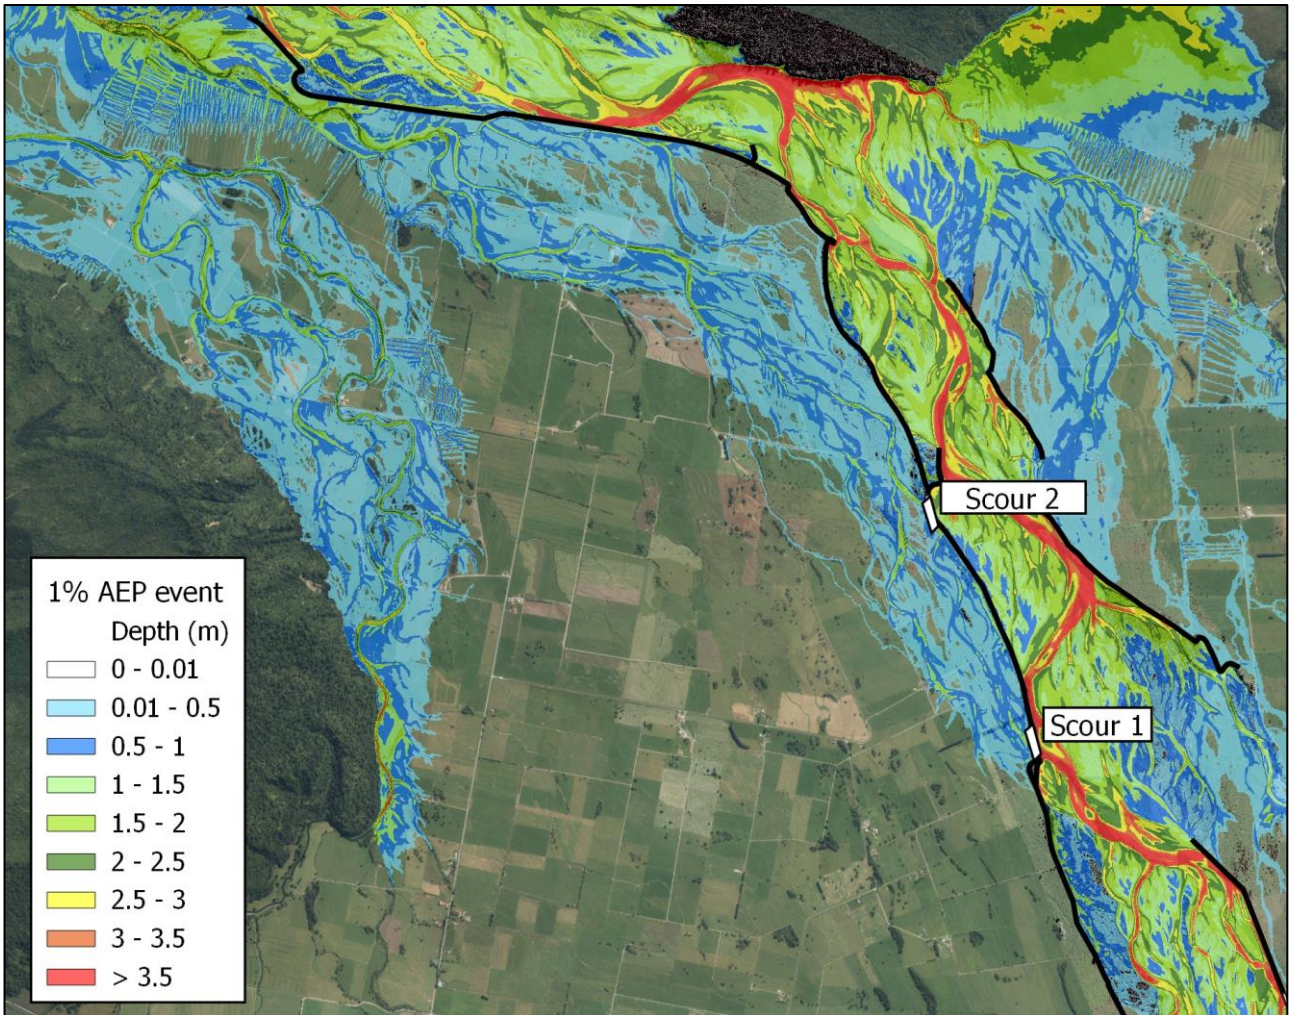 Scour 2
Scour 1
1% AEP event
Depth (m)
0 - 0.01
0.01 - 0.5
0.5 - 1
1 - 1.5
1.5 - 2
2 - 2.5
2.5 - 3
3 - 3.5
> 3.5